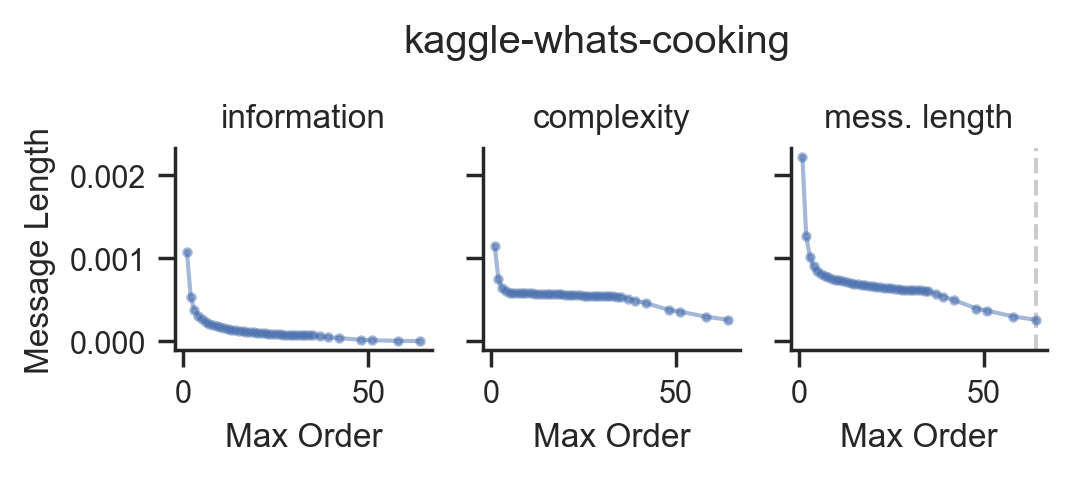 kaggle-whats-cooking
information
complexity
mess. length
Message Length
0.002
0.001
0.000
0
50
0
50
0
50
Max Order
Max Order
Max Order